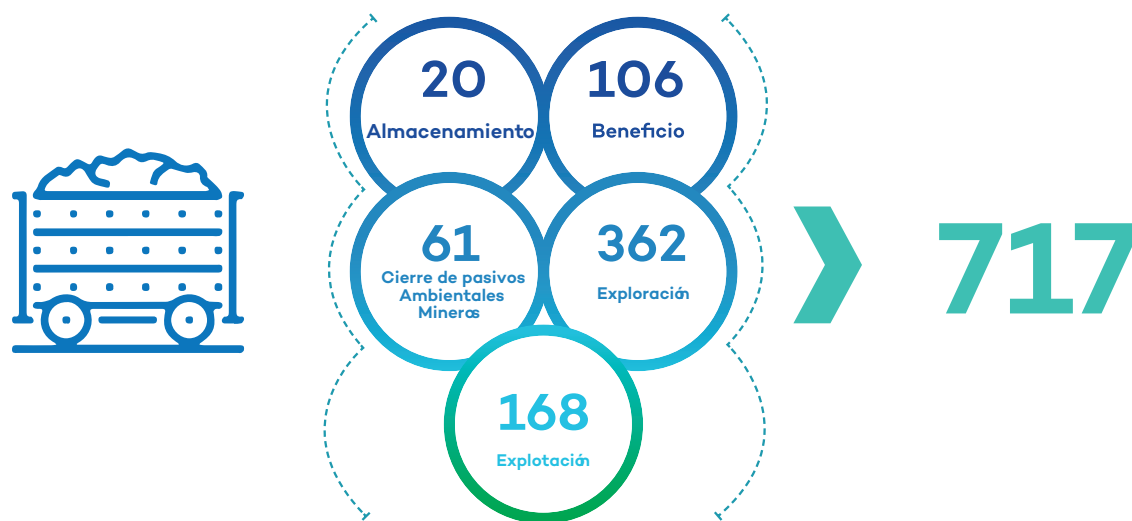 20
Almacenamiento
106
Beneficio
61
Cierre de pasivos
Ambientales
Mineros
362
Exploración
168
Explotación
717